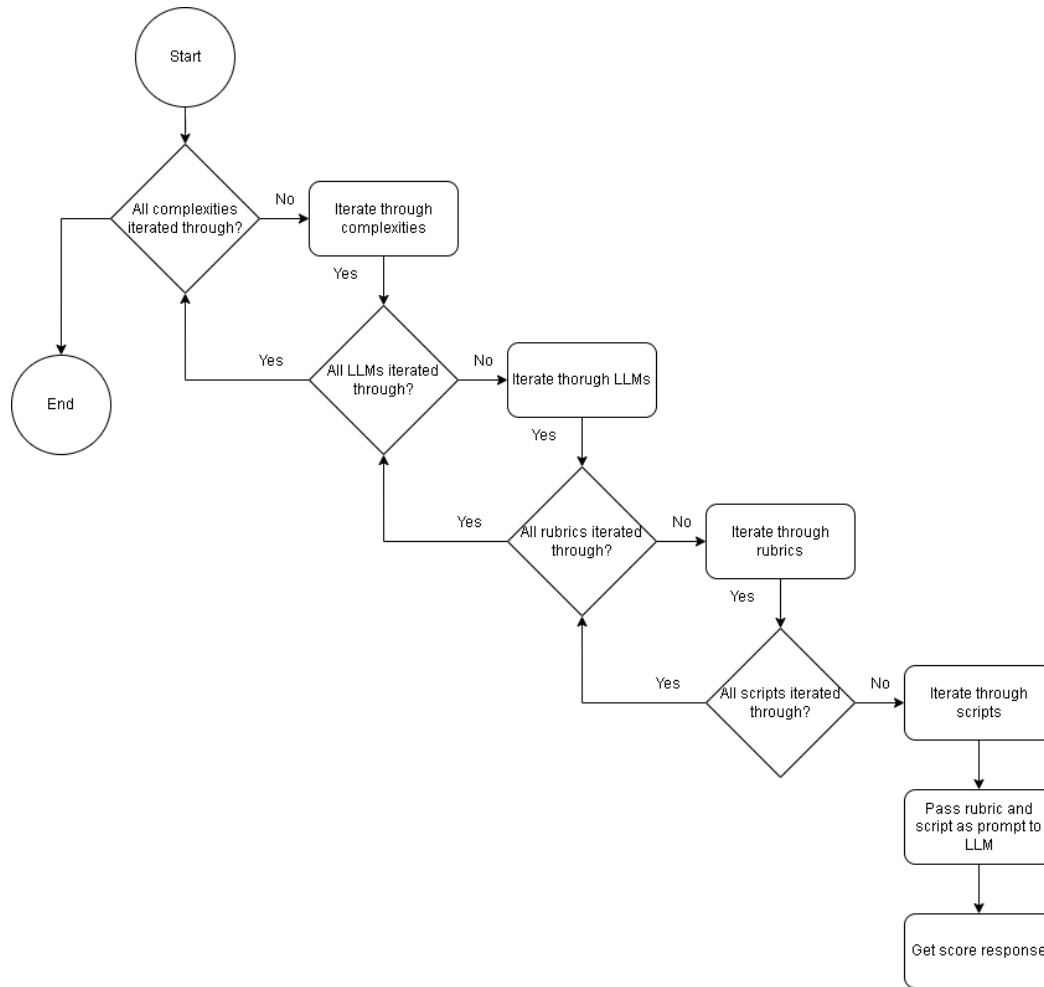 Start
All complexities
iterated through?
No
Iterate through
complexities
Yes
Yes
All LLMs iterated
through?
No
Iterate thorugh LLMs
End
Yes
Yes
All rubrics iterated
through?
No
Iterate through
rubrics
Yes
Yes
All scripts iterated
through?
No
Iterate through
scripts
Pass rubric and
script as prompt to
LLM
Get score response